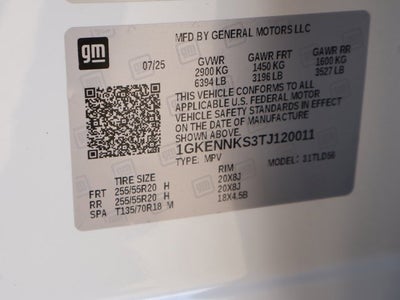 gm
MFD BY GENERAL MOTORS LLC
07/25 GVWR GAWR FRT GAWR RR
2900 KG 1450 KG 1600 KG
6394 LB 3196 LB 3527 LB
THIS VEHICLE CONFORMS TO ALL
APPLICABLE U.S. FEDERAL MOTOR
VEHICLE SAFETY STANDARDS IN EFFECT
ON THE DATE OF MANUFACTURE
SHOWN ABOVE.
1GKENNKS3TJ120011
TYPE: MPV MODEL: 31TLD56
TIRE SIZE RIM
FRT 255/55R20 H 20X8J
RR 255/55R20 H 20X8J
SPA T135/70R18 M 18X4.5B